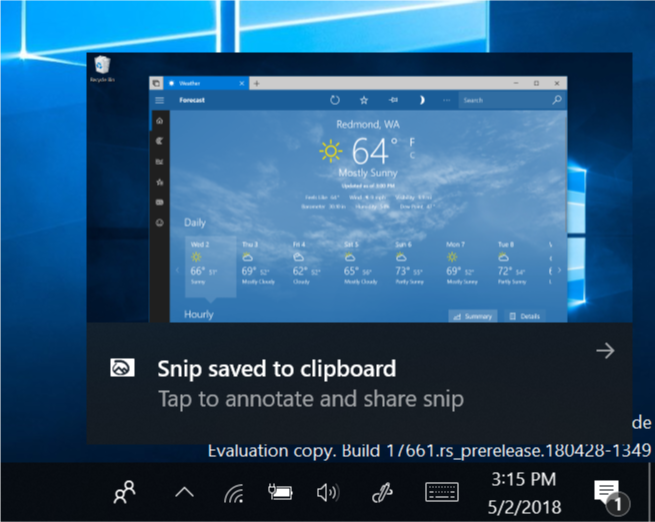 Recycle Bin
Weather
Forecast
Search
Redmond, WA
64° F
C
Mostly Sunny
Updated as of 3:00 PM
Daily
Wed 2 Thu 3 Fri 4 Sat 5 Sun 6 Mon 7 Tue 8
66° 51° 69° 52° 62° 52° 65° 73° 69° 52° 72° 54°
Sunny Mostly Cloudy Cloudy Mostly Cloudy Partly Sunny Mostly Sunny Partly Sunny
Hourly
Summary Details
Snip saved to clipboard
Tap to annotate and share snip
de
Evaluation copy. Build 17661.rs_prerelease.180428-1349
3:15 PM
5/2/2018
1